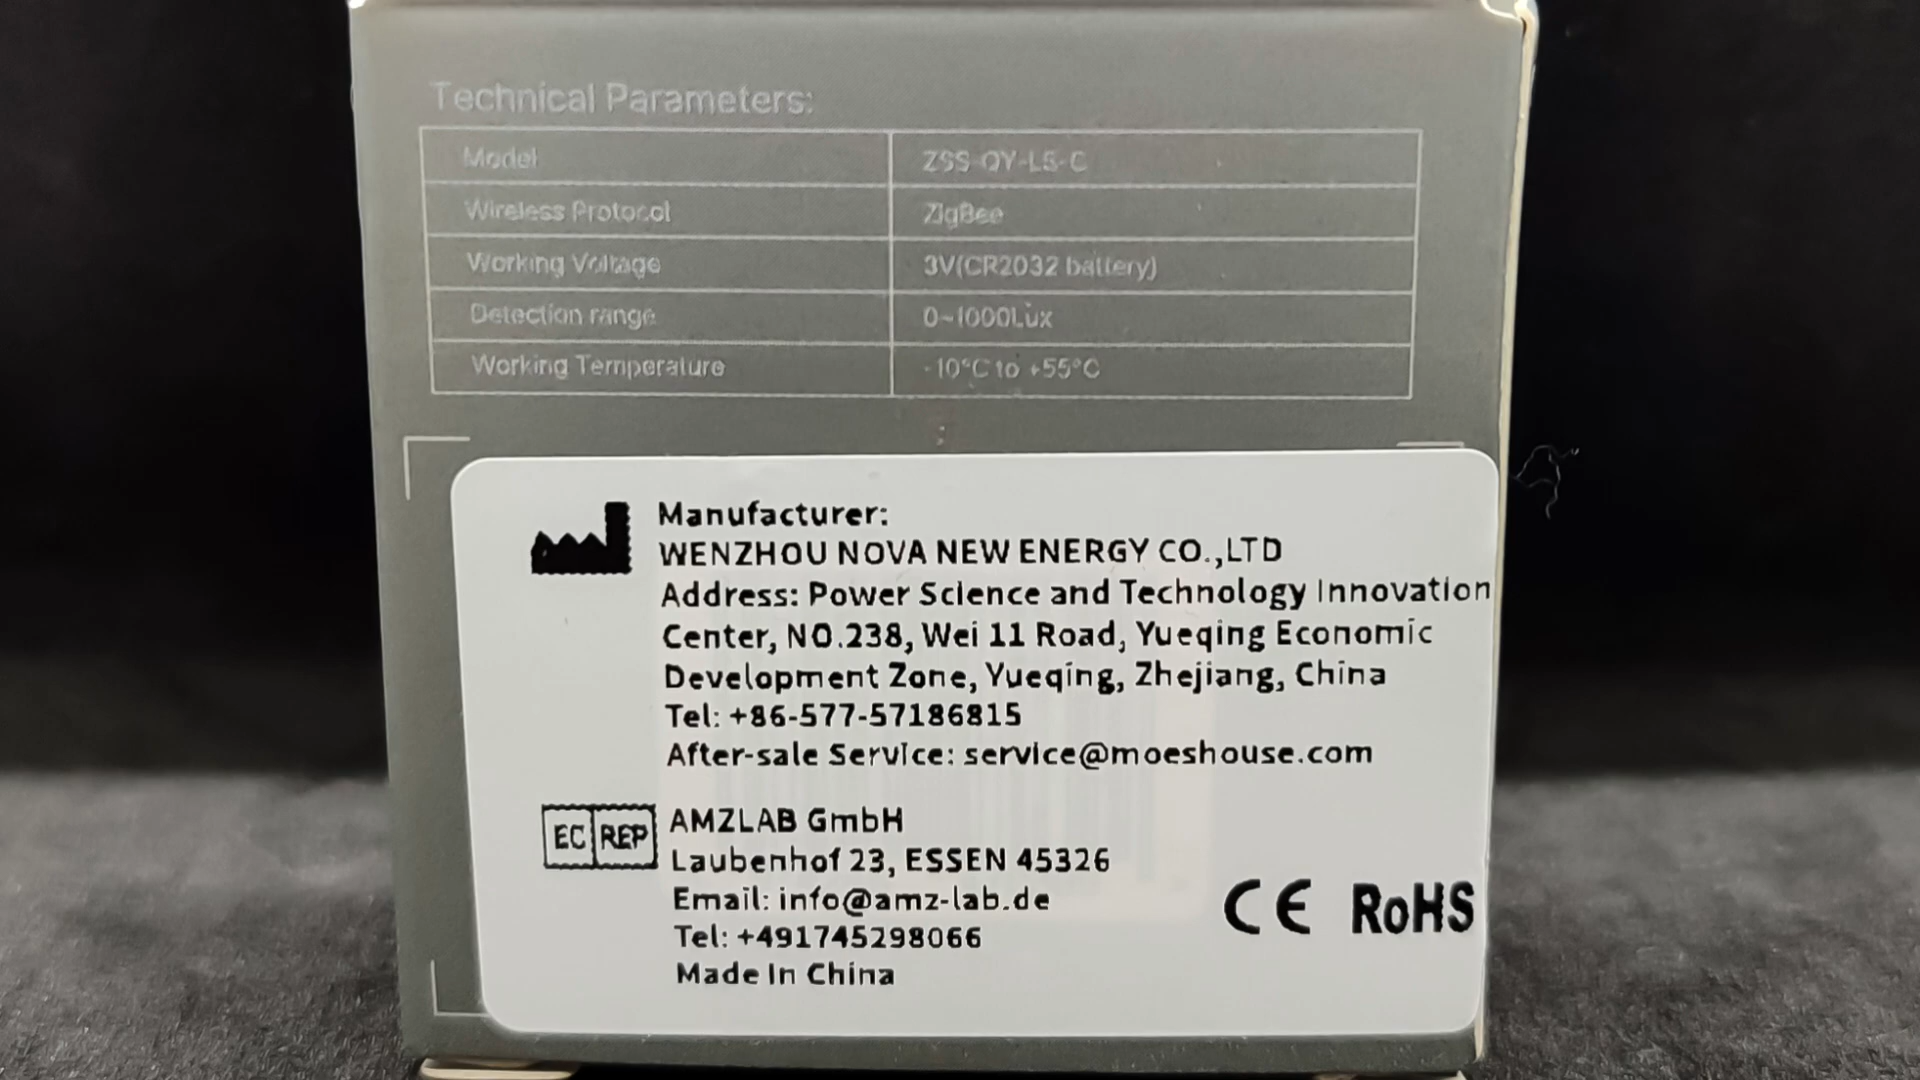 Technical Parameters:
Model ZSS-QY-LS-C
Wireless Protocol ZigBee
Working Voltage 3V(CR2032 battery)
Detection range 0~1000Lux
Working Temperature -10°C to +55°C
Manufacturer:
WENZHOU NOVA NEW ENERGY CO.,LTD
Address: Power Science and Technology Innovation
Center, NO.238, Wei 11 Road, Yueqing Economic
Development Zone, Yueqing, Zhejiang, China
Tel: +86-577-57186815
After-sale Service: service@moeshouse.com
EC REP
AMZLAB GmbH
Laubenhof 23, ESSEN 45326
Email: info@amz-lab.de
Tel: +491745298066
Made In China
CE RoHS